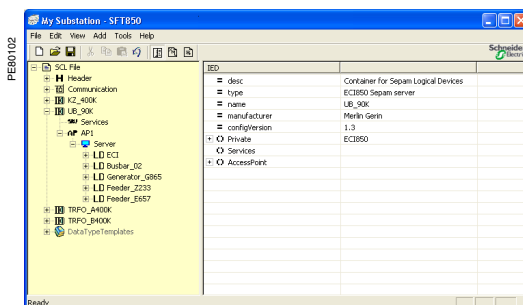 PE80102
My Substation - SFT850
File Edit View Add Tools Help
Schneider
Electric
SCL File
Header
Communication
KZ_400K
UB_90K
Services
AP1
Server
LD ECI
LD Busbar_02
LD Generator_G865
LD Feeder_Z233
LD Feeder_E657
TRFO_A400K
TRFO_B400K
DataTypeTemplates
IED
desc Container for Sepam Logical Devices
type ECI850 Sepam server
name UB_90K
manufacturer Merlin Gerin
configVersion 1.3
Private ECI850
Services
AccessPoint
Ready